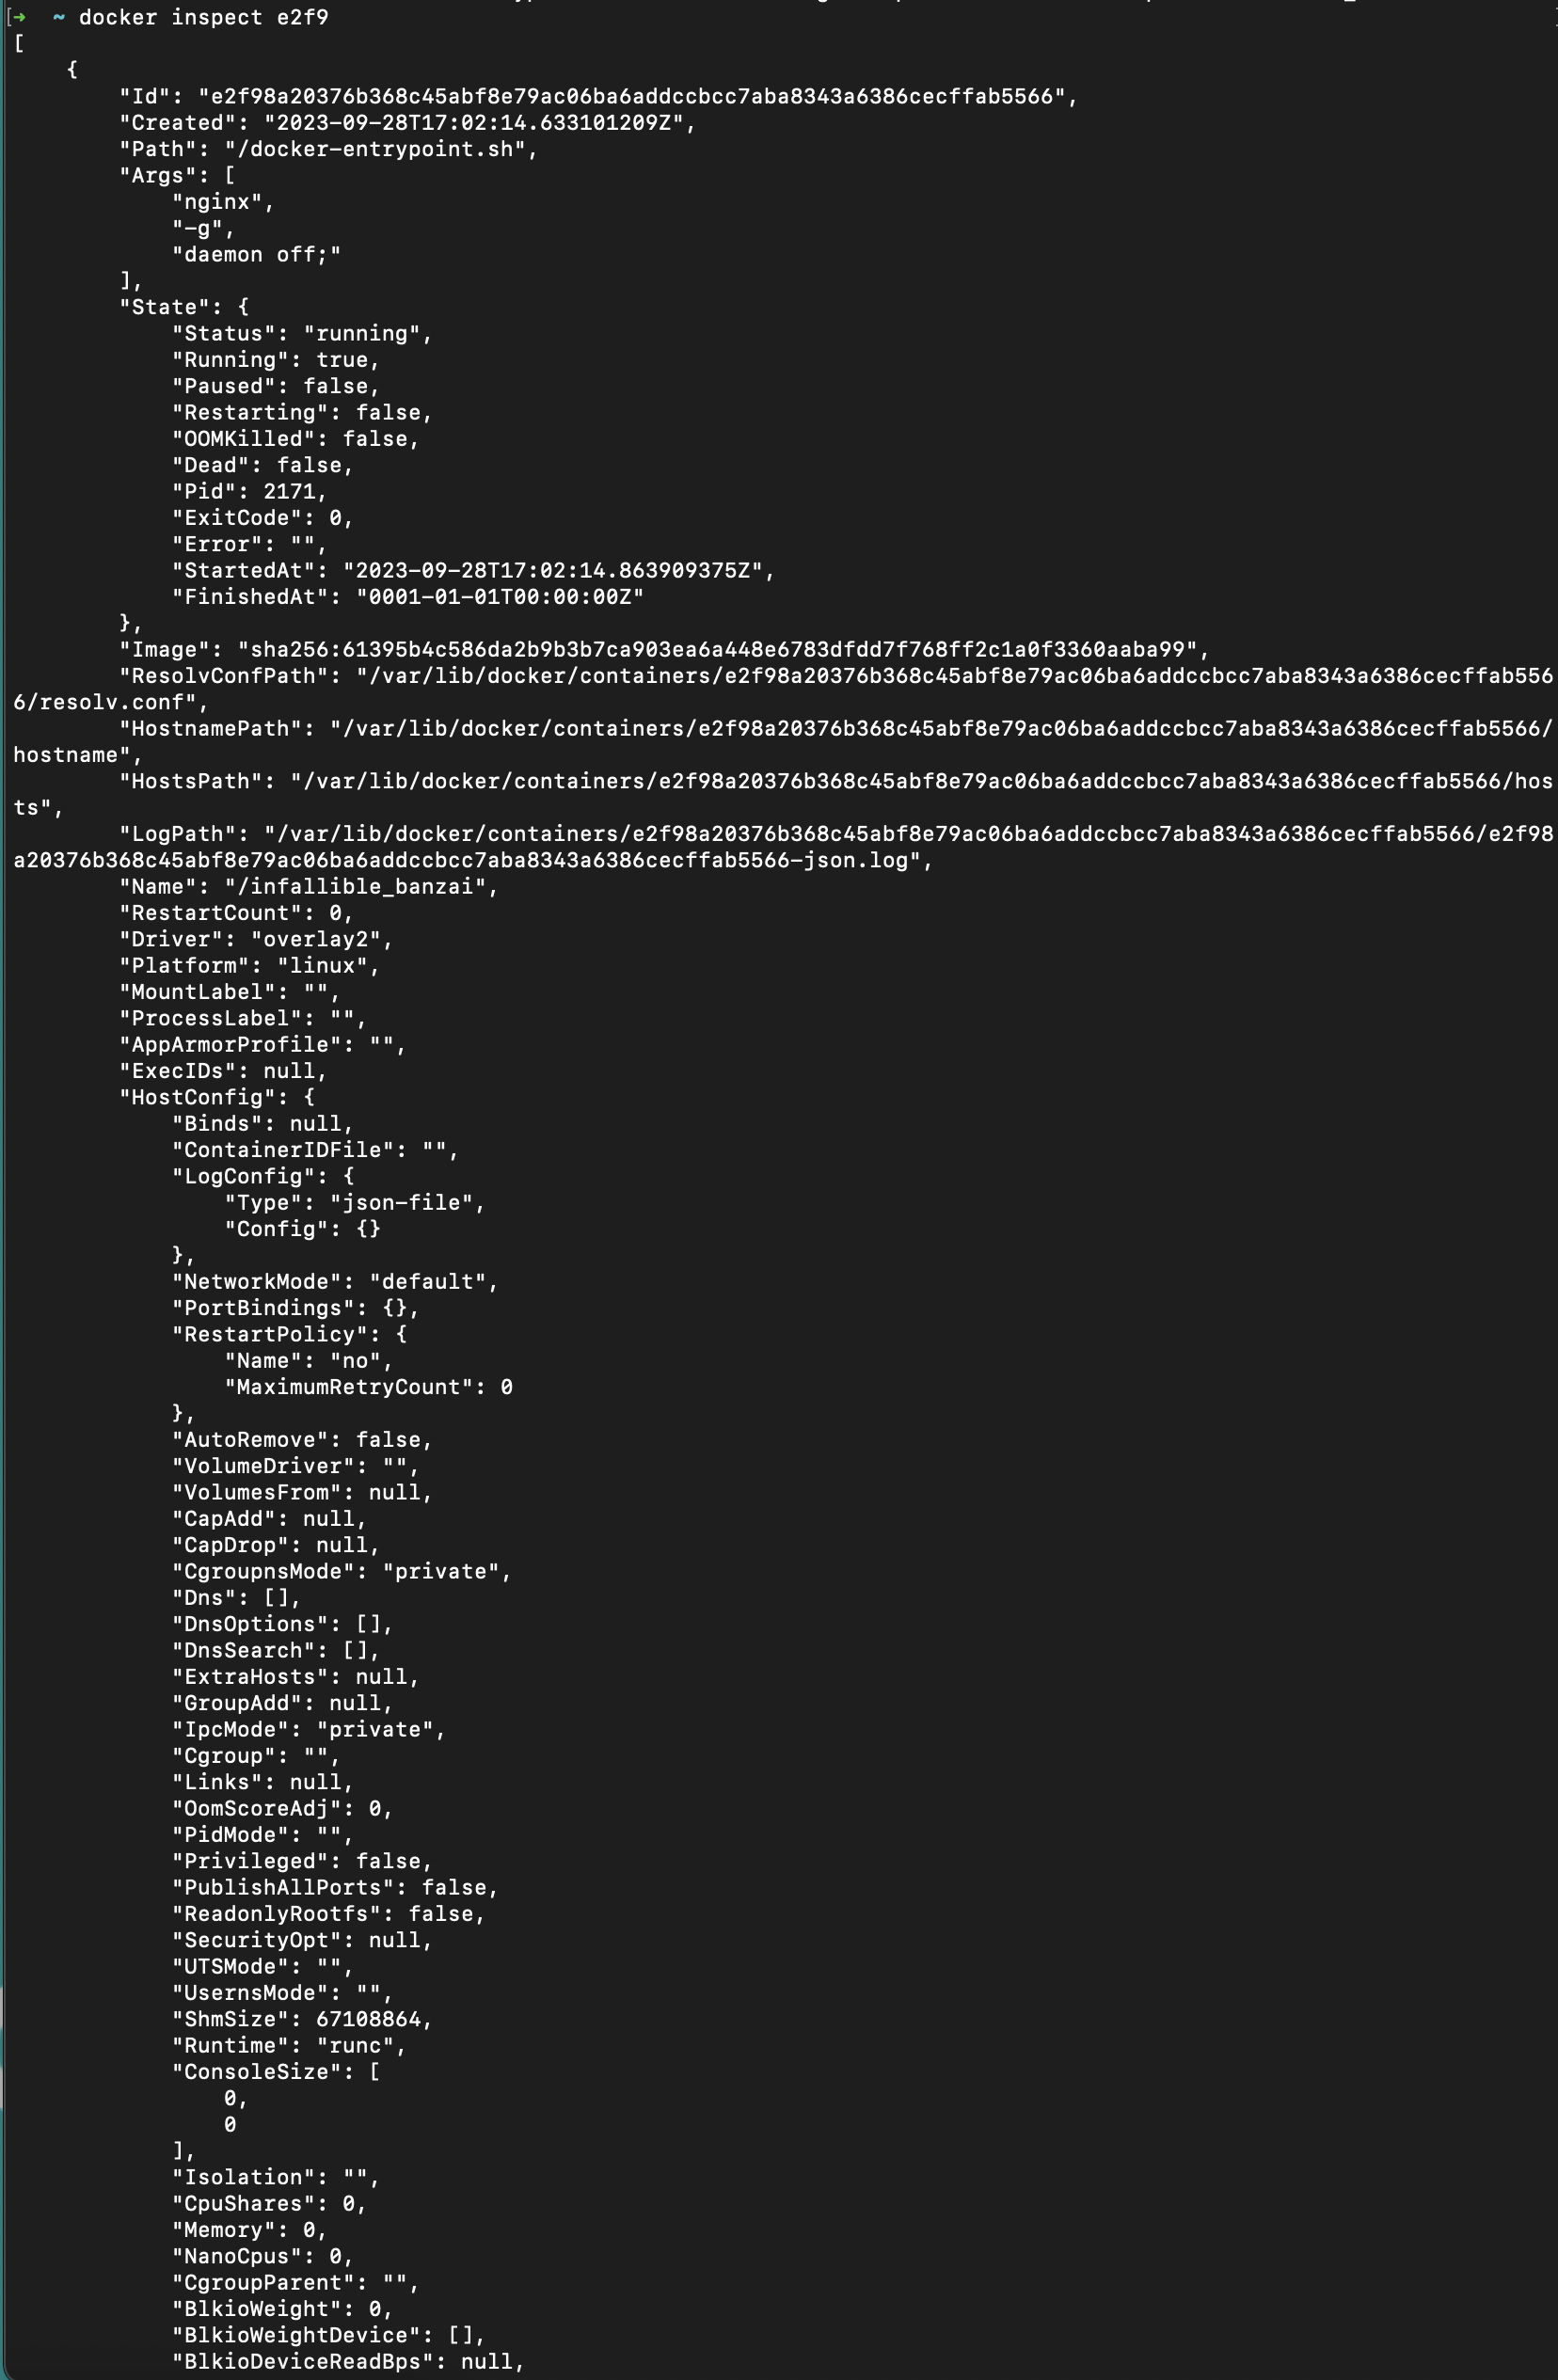 [➜  ~ docker inspect e2f9
[
    {
        "Id": "e2f98a20376b368c45abf8e79ac06ba6addccbcc7aba8343a6386cecffab5566",
        "Created": "2023-09-28T17:02:14.633101209Z",
        "Path": "/docker-entrypoint.sh",
        "Args": [
            "nginx",
            "-g",
            "daemon off;"
        ],
        "State": {
            "Status": "running",
            "Running": true,
            "Paused": false,
            "Restarting": false,
            "OOMKilled": false,
            "Dead": false,
            "Pid": 2171,
            "ExitCode": 0,
            "Error": "",
            "StartedAt": "2023-09-28T17:02:14.863909375Z",
            "FinishedAt": "0001-01-01T00:00:00Z"
        },
        "Image": "sha256:61395b4c586da2b9b3b7ca903ea6a448e6783dfdd7f768ff2c1a0f3360aaba99",
        "ResolvConfPath": "/var/lib/docker/containers/e2f98a20376b368c45abf8e79ac06ba6addccbcc7aba8343a6386cecffab556
6/resolv.conf",
        "HostnamePath": "/var/lib/docker/containers/e2f98a20376b368c45abf8e79ac06ba6addccbcc7aba8343a6386cecffab5566/
hostname",
        "HostsPath": "/var/lib/docker/containers/e2f98a20376b368c45abf8e79ac06ba6addccbcc7aba8343a6386cecffab5566/hos
ts",
        "LogPath": "/var/lib/docker/containers/e2f98a20376b368c45abf8e79ac06ba6addccbcc7aba8343a6386cecffab5566/e2f98
a20376b368c45abf8e79ac06ba6addccbcc7aba8343a6386cecffab5566-json.log",
        "Name": "/infallible_banzai",
        "RestartCount": 0,
        "Driver": "overlay2",
        "Platform": "linux",
        "MountLabel": "",
        "ProcessLabel": "",
        "AppArmorProfile": "",
        "ExecIDs": null,
        "HostConfig": {
            "Binds": null,
            "ContainerIDFile": "",
            "LogConfig": {
                "Type": "json-file",
                "Config": {}
            },
            "NetworkMode": "default",
            "PortBindings": {},
            "RestartPolicy": {
                "Name": "no",
                "MaximumRetryCount": 0
            },
            "AutoRemove": false,
            "VolumeDriver": "",
            "VolumesFrom": null,
            "CapAdd": null,
            "CapDrop": null,
            "CgroupnsMode": "private",
            "Dns": [],
            "DnsOptions": [],
            "DnsSearch": [],
            "ExtraHosts": null,
            "GroupAdd": null,
            "IpcMode": "private",
            "Cgroup": "",
            "Links": null,
            "OomScoreAdj": 0,
            "PidMode": "",
            "Privileged": false,
            "PublishAllPorts": false,
            "ReadonlyRootfs": false,
            "SecurityOpt": null,
            "UTSMode": "",
            "UsernsMode": "",
            "ShmSize": 67108864,
            "Runtime": "runc",
            "ConsoleSize": [
                0,
                0
            ],
            "Isolation": "",
            "CpuShares": 0,
            "Memory": 0,
            "NanoCpus": 0,
            "CgroupParent": "",
            "BlkioWeight": 0,
            "BlkioWeightDevice": [],
            "BlkioDeviceReadBps": null,